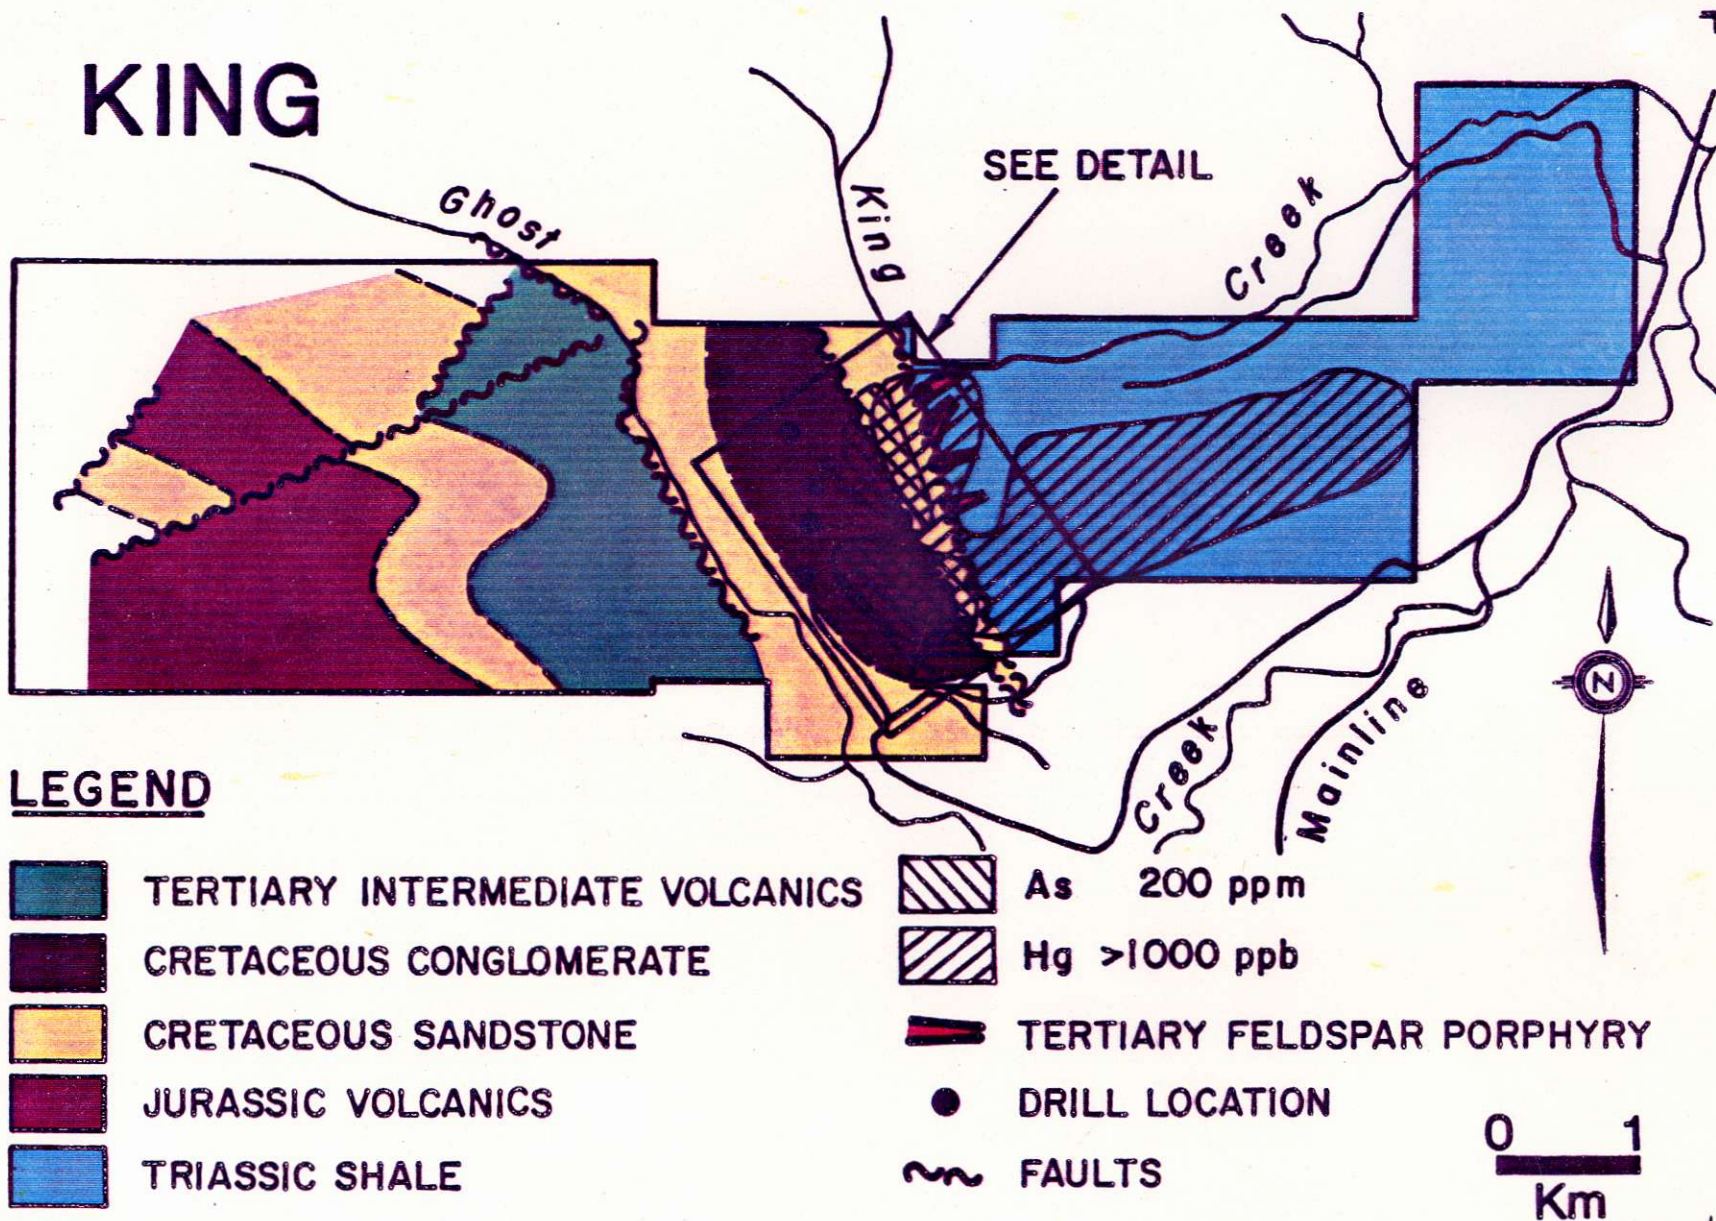 KING
SEE DETAIL
Ghost
King
Creek
Creek
Mainline
N
LEGEND
TERTIARY INTERMEDIATE VOLCANICS
CRETACEOUS CONGLOMERATE
CRETACEOUS SANDSTONE
JURASSIC VOLCANICS
TRIASSIC SHALE
As 200 ppm
Hg >1000 ppb
TERTIARY FELDSPAR PORPHYRY
DRILL LOCATION
FAULTS
0 1
Km